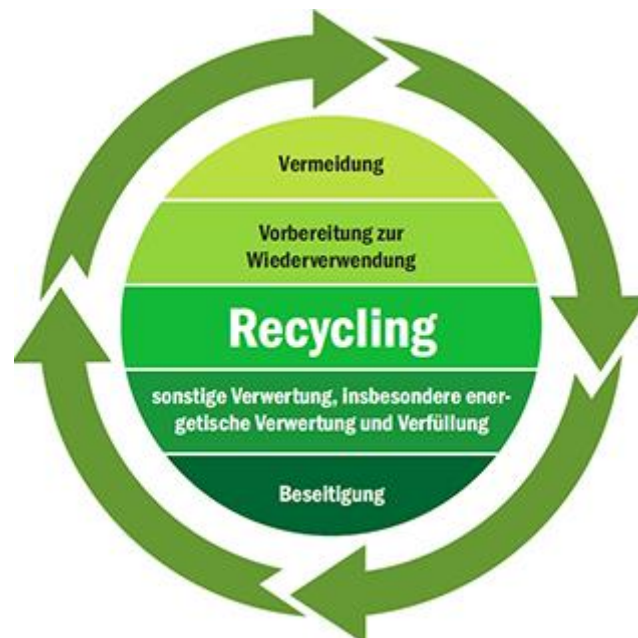 Vermeidung
Vorbereitung zur
Wiederverwendung
Recycling
sonstige Verwertung, insbesondere ener-
getische Verwertung und Verfüllung
Beseitigung